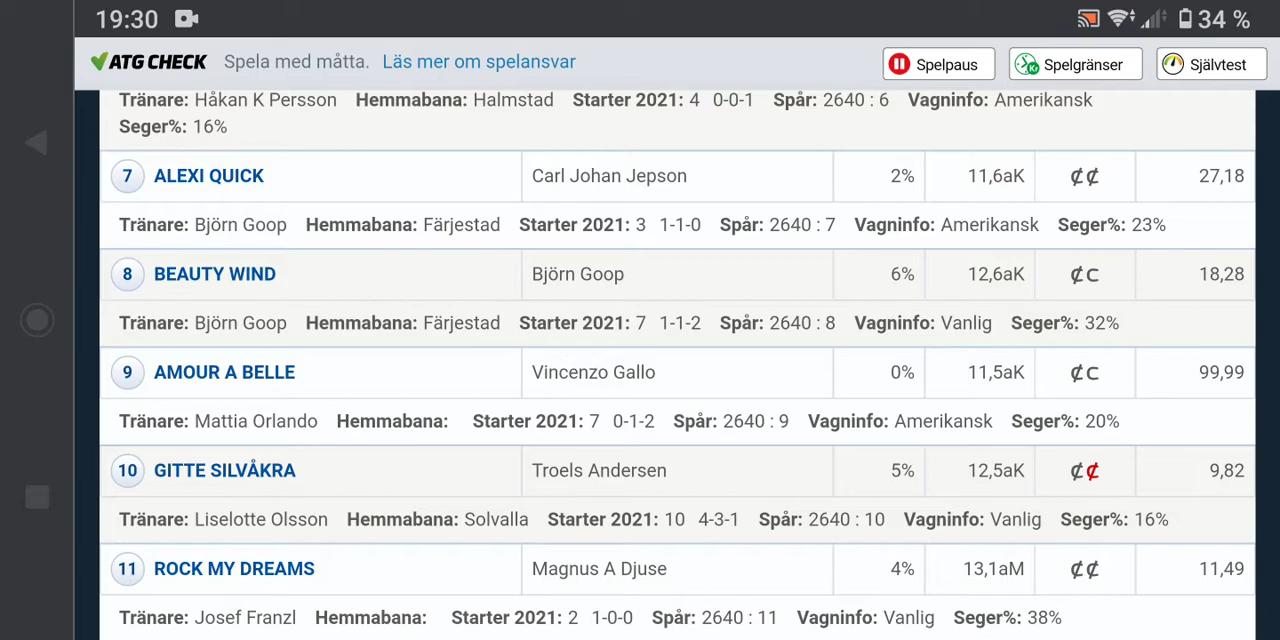 19:30 34 %
ATG CHECK Spela med måtta. Läs mer om spelansvar Spelpaus Spelgränser Självtest
Tränare: Håkan K Persson Hemmabana: Halmstad Starter 2021: 4 0-0-1 Spår: 2640 : 6 Vagninfo: Amerikansk
Seger%: 16%
7 ALEXI QUICK Carl Johan Jepson 2% 11,6aK ₡₡ 27,18
Tränare: Björn Goop Hemmabana: Färjestad Starter 2021: 3 1-1-0 Spår: 2640 : 7 Vagninfo: Amerikansk Seger%: 23%
8 BEAUTY WIND Björn Goop 6% 12,6aK ₡C 18,28
Tränare: Björn Goop Hemmabana: Färjestad Starter 2021: 7 1-1-2 Spår: 2640 : 8 Vagninfo: Vanlig Seger%: 32%
9 AMOUR A BELLE Vincenzo Gallo 0% 11,5aK ₡C 99,99
Tränare: Mattia Orlando Hemmabana: Starter 2021: 7 0-1-2 Spår: 2640 : 9 Vagninfo: Amerikansk Seger%: 20%
10 GITTE SILVÅKRA Troels Andersen 5% 12,5aK ₡₡ 9,82
Tränare: Liselotte Olsson Hemmabana: Solvalla Starter 2021: 10 4-3-1 Spår: 2640 : 10 Vagninfo: Vanlig Seger%: 16%
11 ROCK MY DREAMS Magnus A Djuse 4% 13,1aM ₡₡ 11,49
Tränare: Josef Franzl Hemmabana: Starter 2021: 2 1-0-0 Spår: 2640 : 11 Vagninfo: Vanlig Seger%: 38%